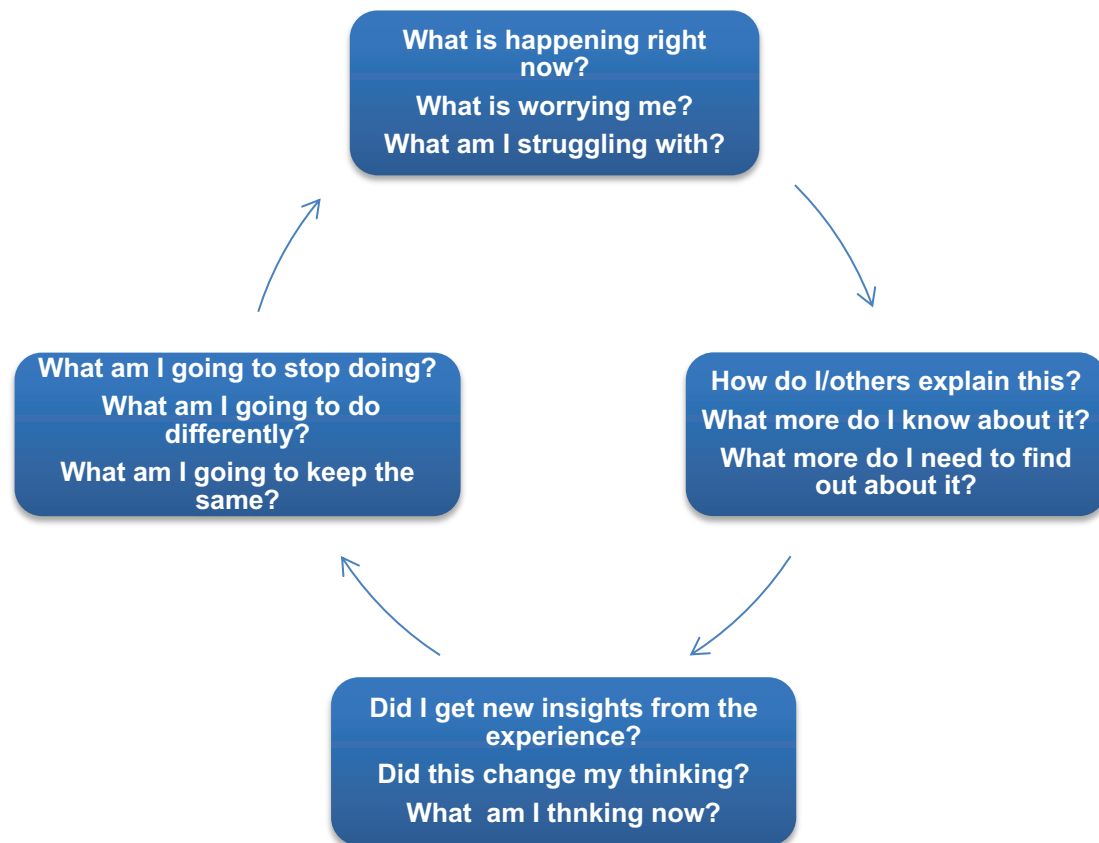 What is happening right
now?
What is worrying me?
What am I struggling with?
How do I/others explain this?
What more do I know about it?
What more do I need to find
out about it?
Did I get new insights from the
experience?
Did this change my thinking?
What  am I thnking now?
What am I going to stop doing?
What am I going to do
differently?
What am I going to keep the
same?